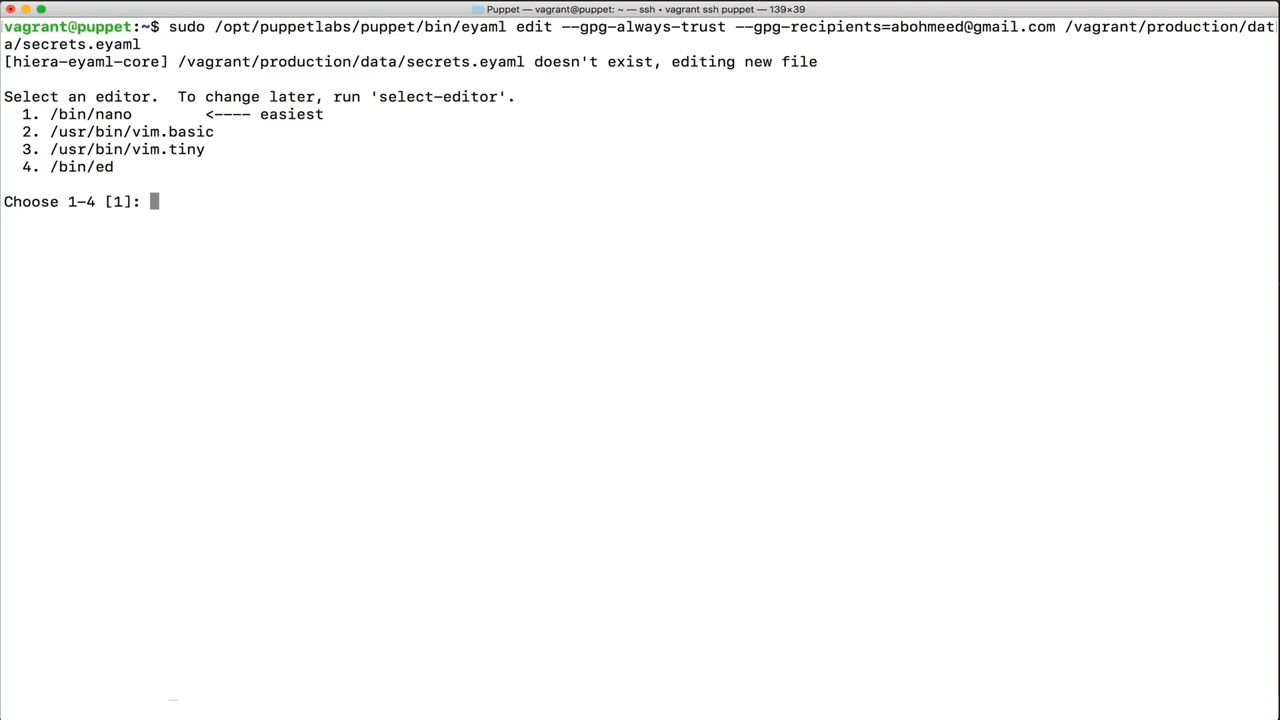 Puppet — vagrant@puppet: ~ — ssh • vagrant ssh puppet — 139×39
vagrant@puppet:~$ sudo /opt/puppetlabs/puppet/bin/eyaml edit --gpg-always-trust --gpg-recipients=abohmeed@gmail.com /vagrant/production/dat
a/secrets.eyaml
[hiera-eyaml-core] /vagrant/production/data/secrets.eyaml doesn't exist, editing new file
Select an editor.  To change later, run 'select-editor'.
  1. /bin/nano        <---- easiest
  2. /usr/bin/vim.basic
  3. /usr/bin/vim.tiny
  4. /bin/ed
Choose 1-4 [1]: